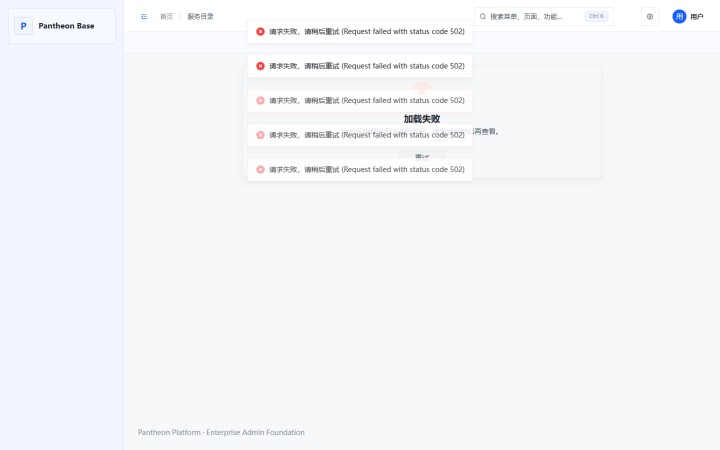 P Pantheon Base
首页 / 服务目录
搜索菜单、页面、功能... Ctrl K
用 用户
请求失败，请稍后重试 (Request failed with status code 502)
请求失败，请稍后重试 (Request failed with status code 502)
请求失败，请稍后重试 (Request failed with status code 502)
加载失败
请求失败，请稍后重试 (Request failed with status code 502)
再查看。
重试
请求失败，请稍后重试 (Request failed with status code 502)
Pantheon Platform · Enterprise Admin Foundation